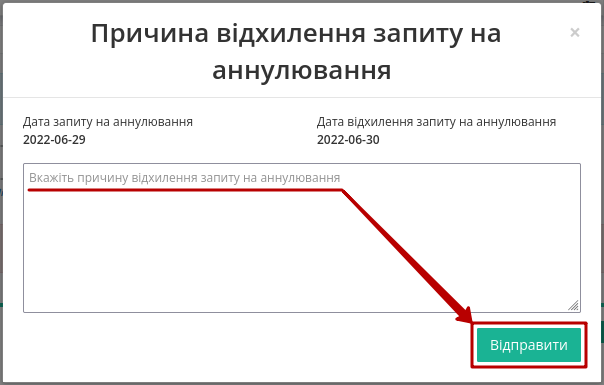 Причина відхилення запиту на
аннулювання
×
Дата запиту на аннулювання
2022-06-29
Дата відхилення запиту на аннулювання
2022-06-30
Вкажіть причину відхилення запиту на аннулювання
Відправити